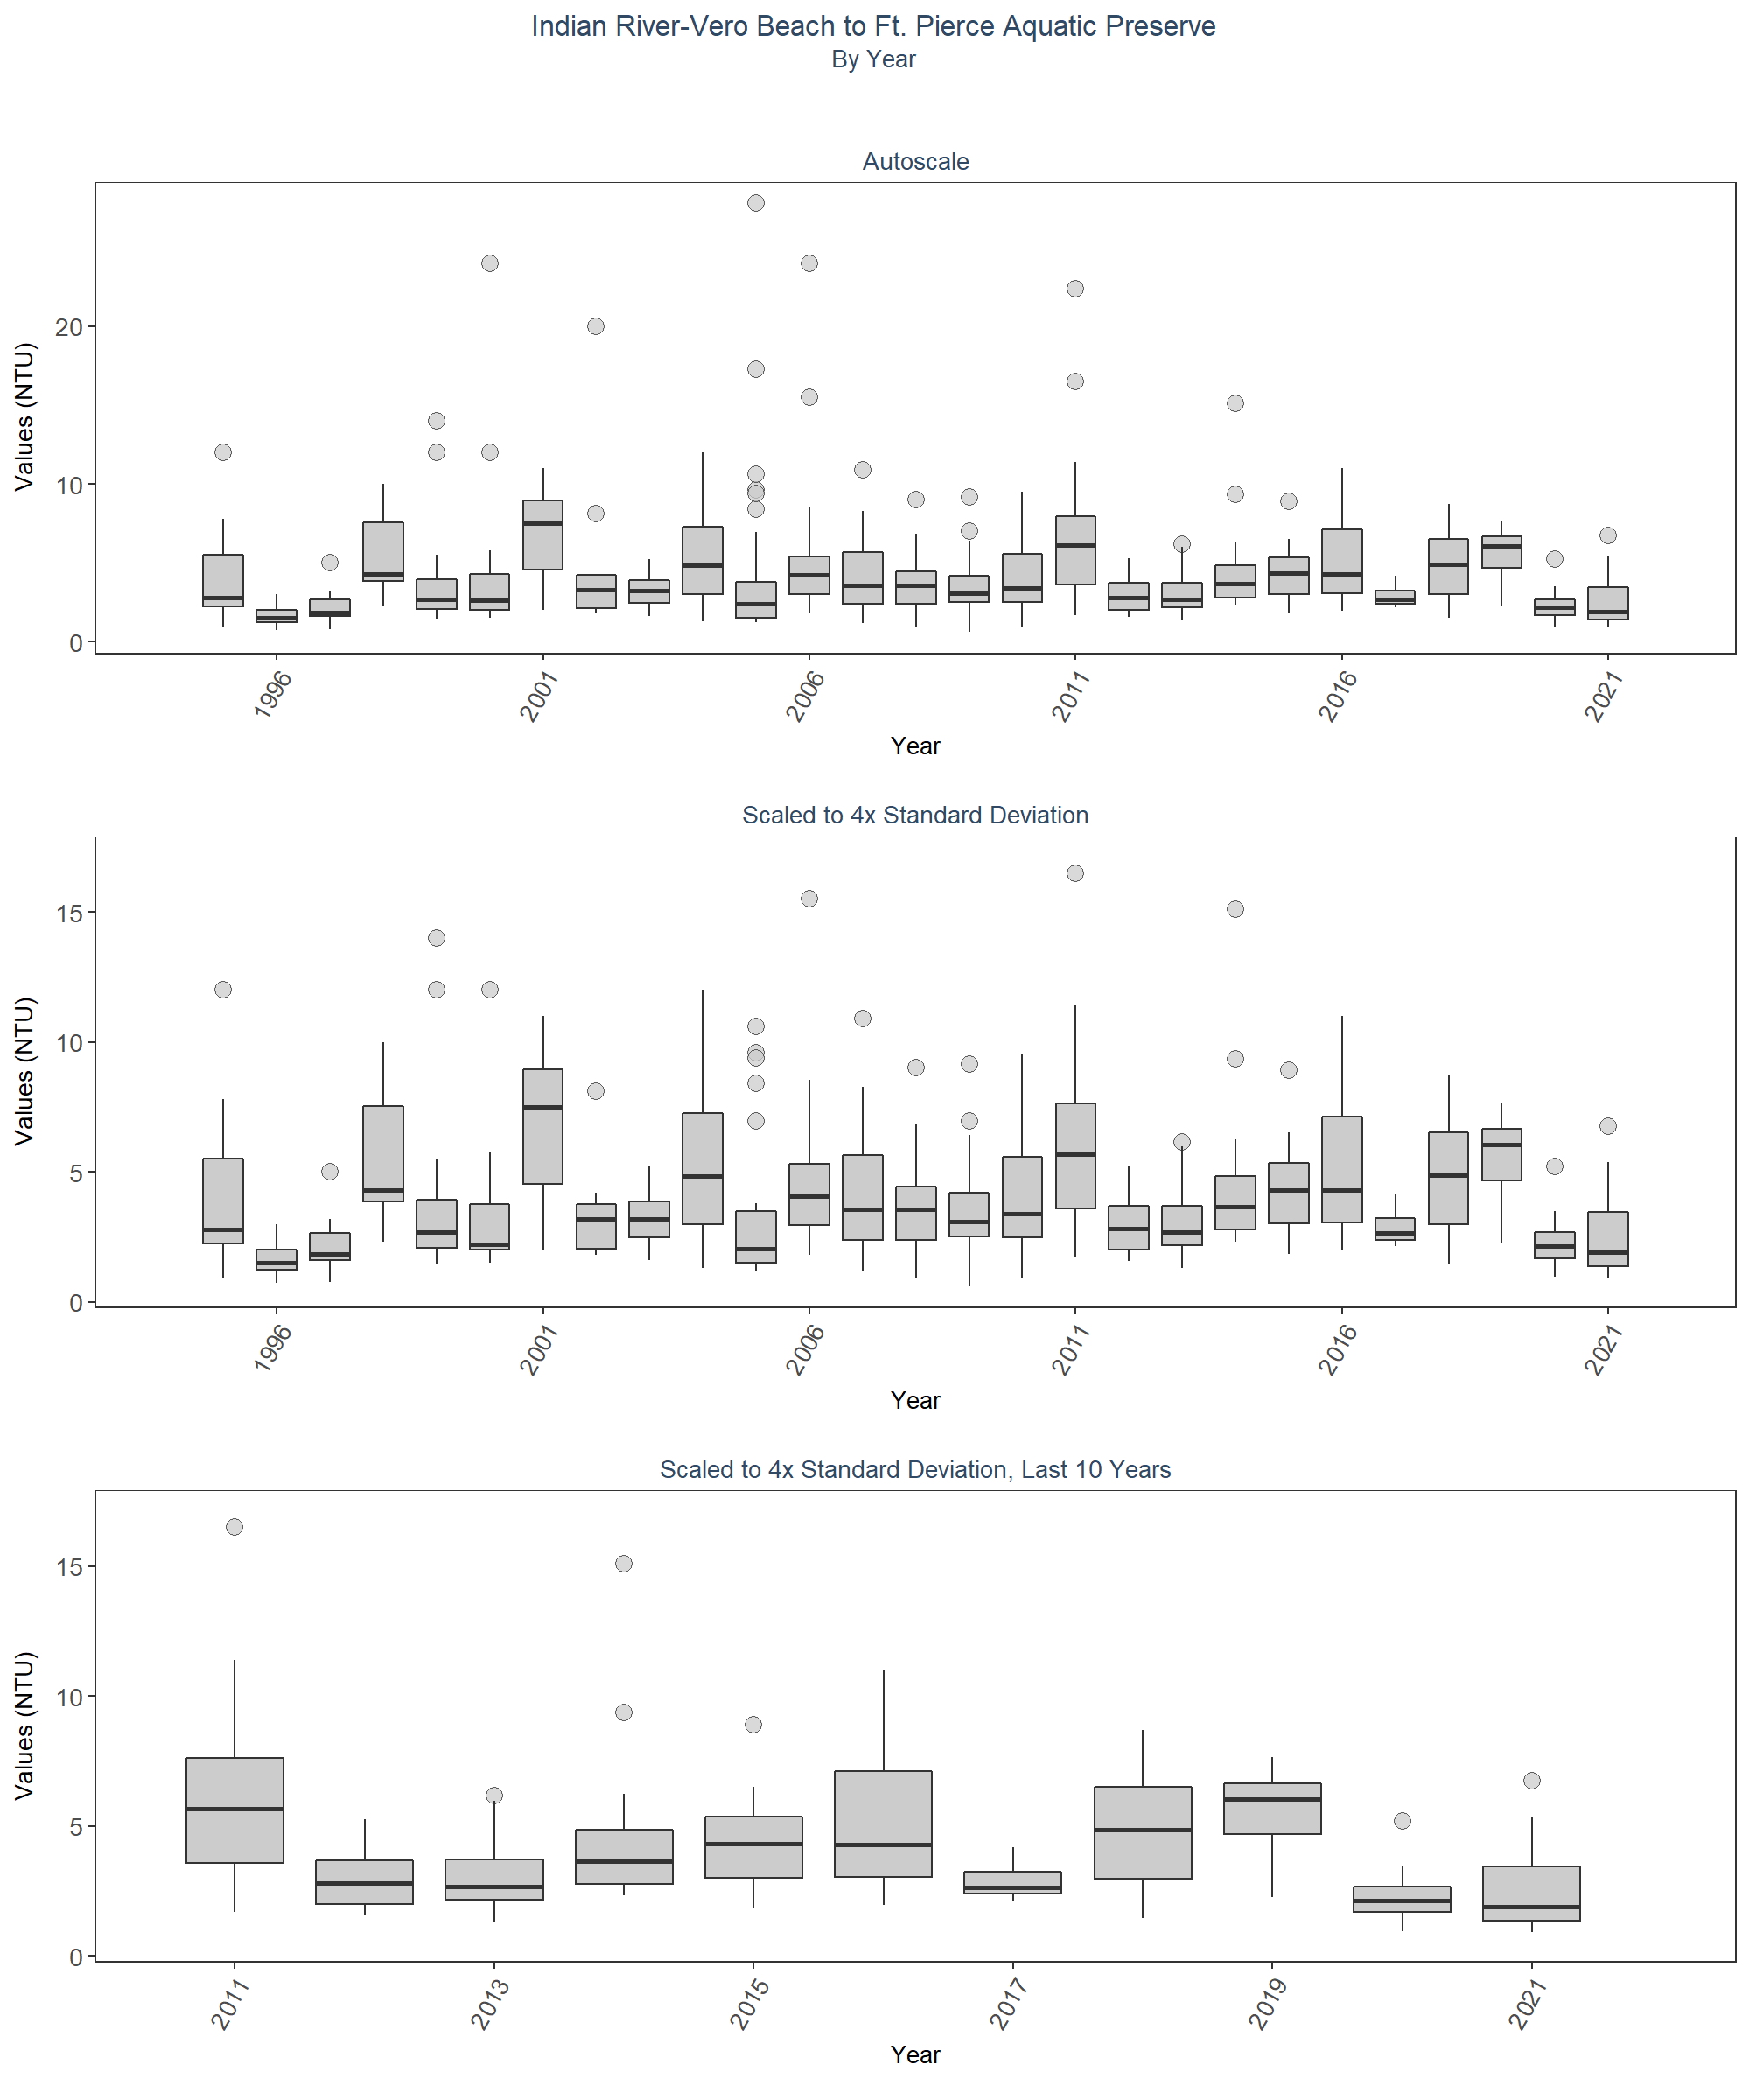 Indian River-Vero Beach to Ft. Pierce Aquatic Preserve
By Year
Autoscale
Values (NTU)
20
10
0
1996 2001 2006 2011 2016 2021
Year
Scaled to 4x Standard Deviation
Values (NTU)
15
10
5
0
1996 2001 2006 2011 2016 2021
Year
Scaled to 4x Standard Deviation, Last 10 Years
Values (NTU)
15
10
5
0
2011 2013 2015 2017 2019 2021
Year